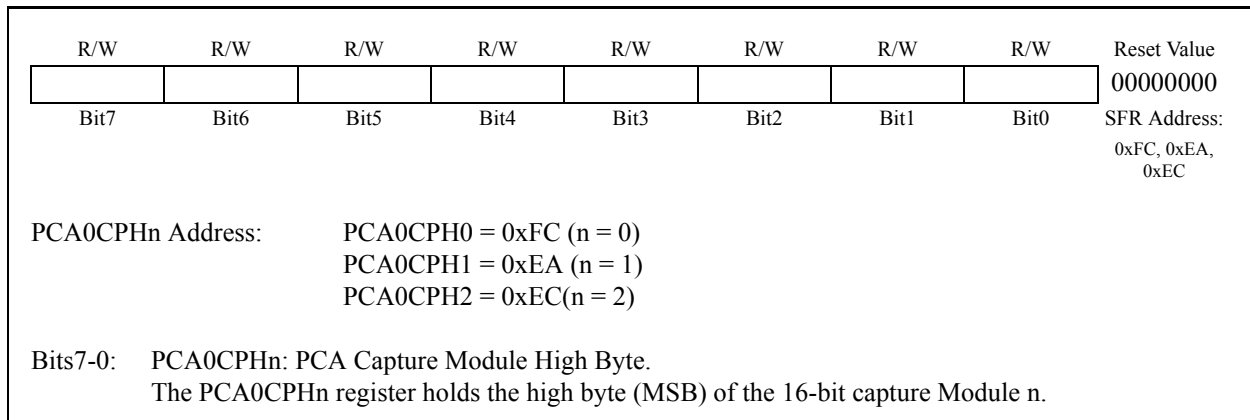 R/W R/W R/W R/W R/W R/W R/W R/W Reset Value
00000000
Bit7 Bit6 Bit5 Bit4 Bit3 Bit2 Bit1 Bit0 SFR Address:
0xFC, 0xEA,
0xEC
PCA0CPHn Address: PCA0CPH0 = 0xFC (n = 0)
PCA0CPH1 = 0xEA (n = 1)
PCA0CPH2 = 0xEC(n = 2)
Bits7-0: PCA0CPHn: PCA Capture Module High Byte.
The PCA0CPHn register holds the high byte (MSB) of the 16-bit capture Module n.